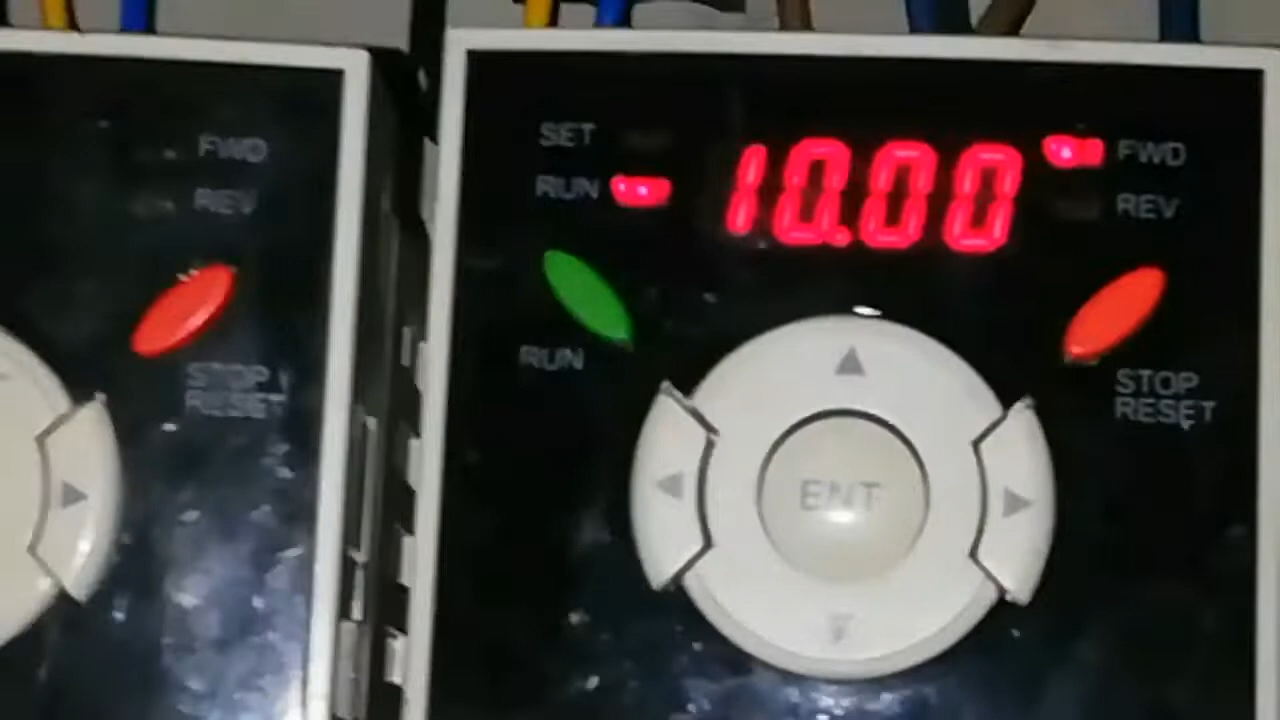 FWD
REV
STOP
RESET
SET
RUN
10.00
FWD
REV
RUN
STOP
RESET
ENT